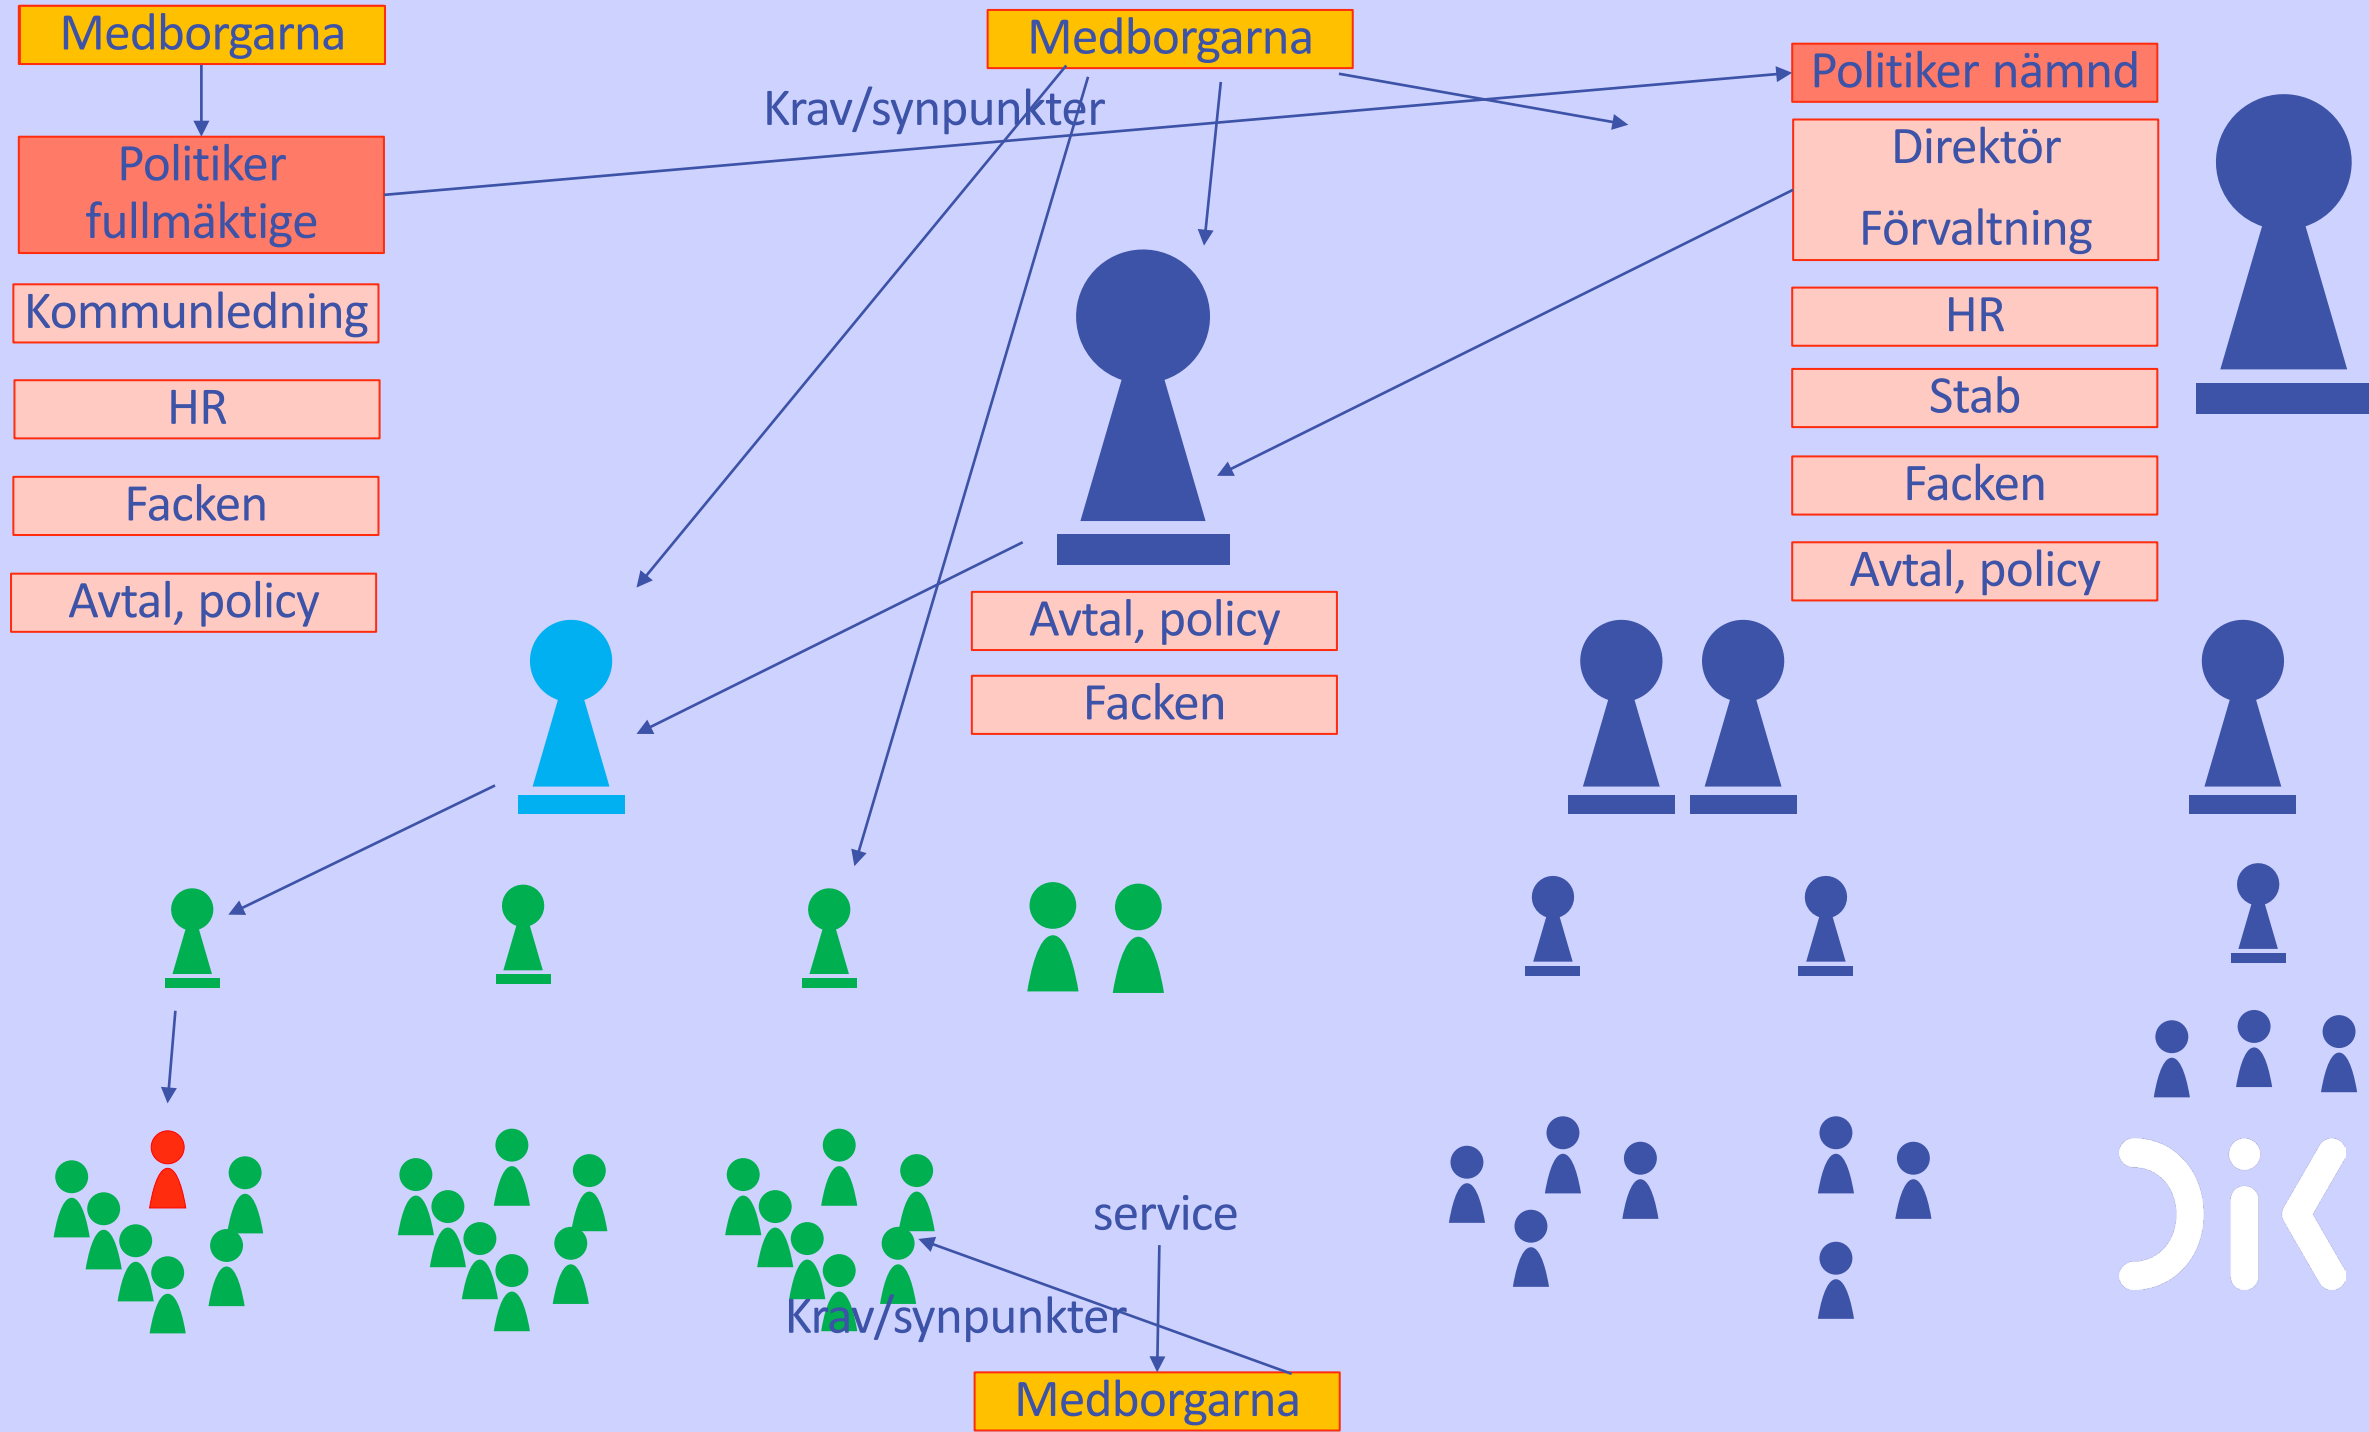 Medborgarna
Politiker
fullmäktige
Kommunledning
HR
Facken
Avtal, policy
Medborgarna
Krav/synpunkter
Avtal, policy
Facken
Politiker nämnd
Direktör
Förvaltning
HR
Stab
Facken
Avtal, policy
service
Krav/synpunkter
Medborgarna
DiK